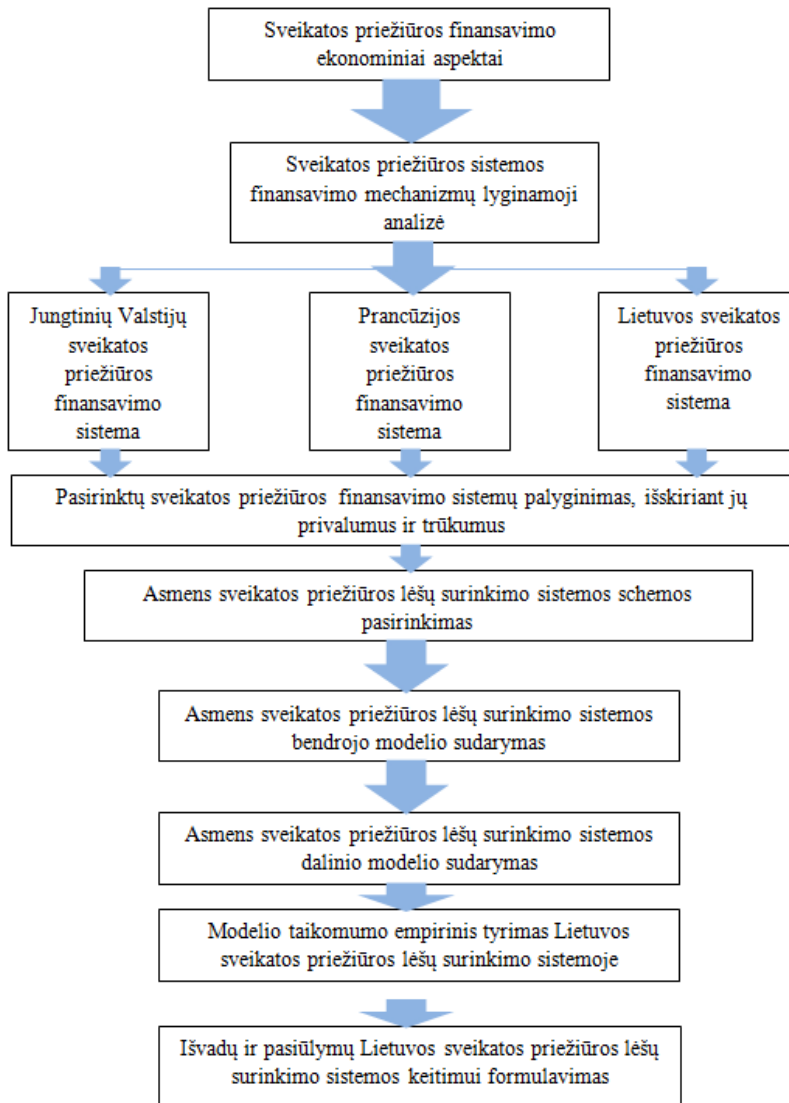 Sveikatos priežiūros finansavimo
ekonominiai aspektai
Sveikatos priežiūros sistemos
finansavimo mechanizmų lyginamoji
analizė
Jungtinių Valstijų
sveikatos
priežiūros
finansavimo
sistema
Prancūzijos
sveikatos
priežiūros
finansavimo
sistema
Lietuvos sveikatos
priežiūros
finansavimo
sistema
Pasirinktų sveikatos priežiūros finansavimo sistemų palyginimas, išskiriant jų
privalumus ir trūkumus
Asmens sveikatos priežiūros lėšų surinkimo sistemos schemos
pasirinkimas
Asmens sveikatos priežiūros lėšų surinkimo sistemos
bendrojo modelio sudarymas
Asmens sveikatos priežiūros lėšų surinkimo sistemos
dalinio modelio sudarymas
Modelio taikomumo empirinis tyrimas Lietuvos
sveikatos priežiūros lėšų surinkimo sistemoje
Išvadų ir pasiūlymų Lietuvos sveikatos priežiūros lėšų
surinkimo sistemos keitimui formulavimas